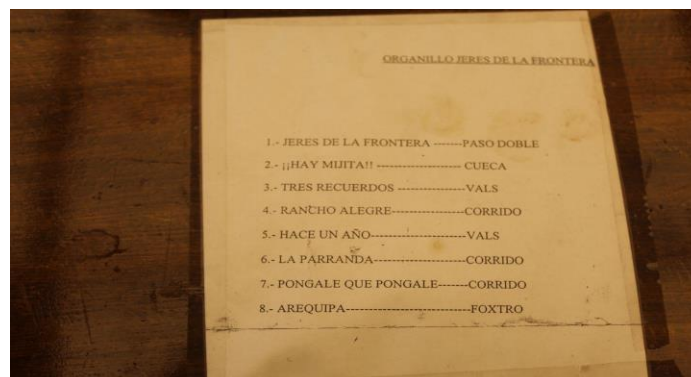 ORGANILLO JERES DE LA FRONTERA
1.- JERES DE LA FRONTERA -------PASO DOBLE
2.- ¡¡HAY MIJITA!! --------------------- CUECA
3.- TRES RECUERDOS -----------------VALS
4.- RANCHO ALEGRE------------------CORRIDO
5.- HACE UN AÑO-----------------------VALS
6.- LA PARRANDA----------------------CORRIDO
7.- PONGALE QUE PONGALE-------CORRIDO
8.- AREQUIPA-----------------------------FOXTRO